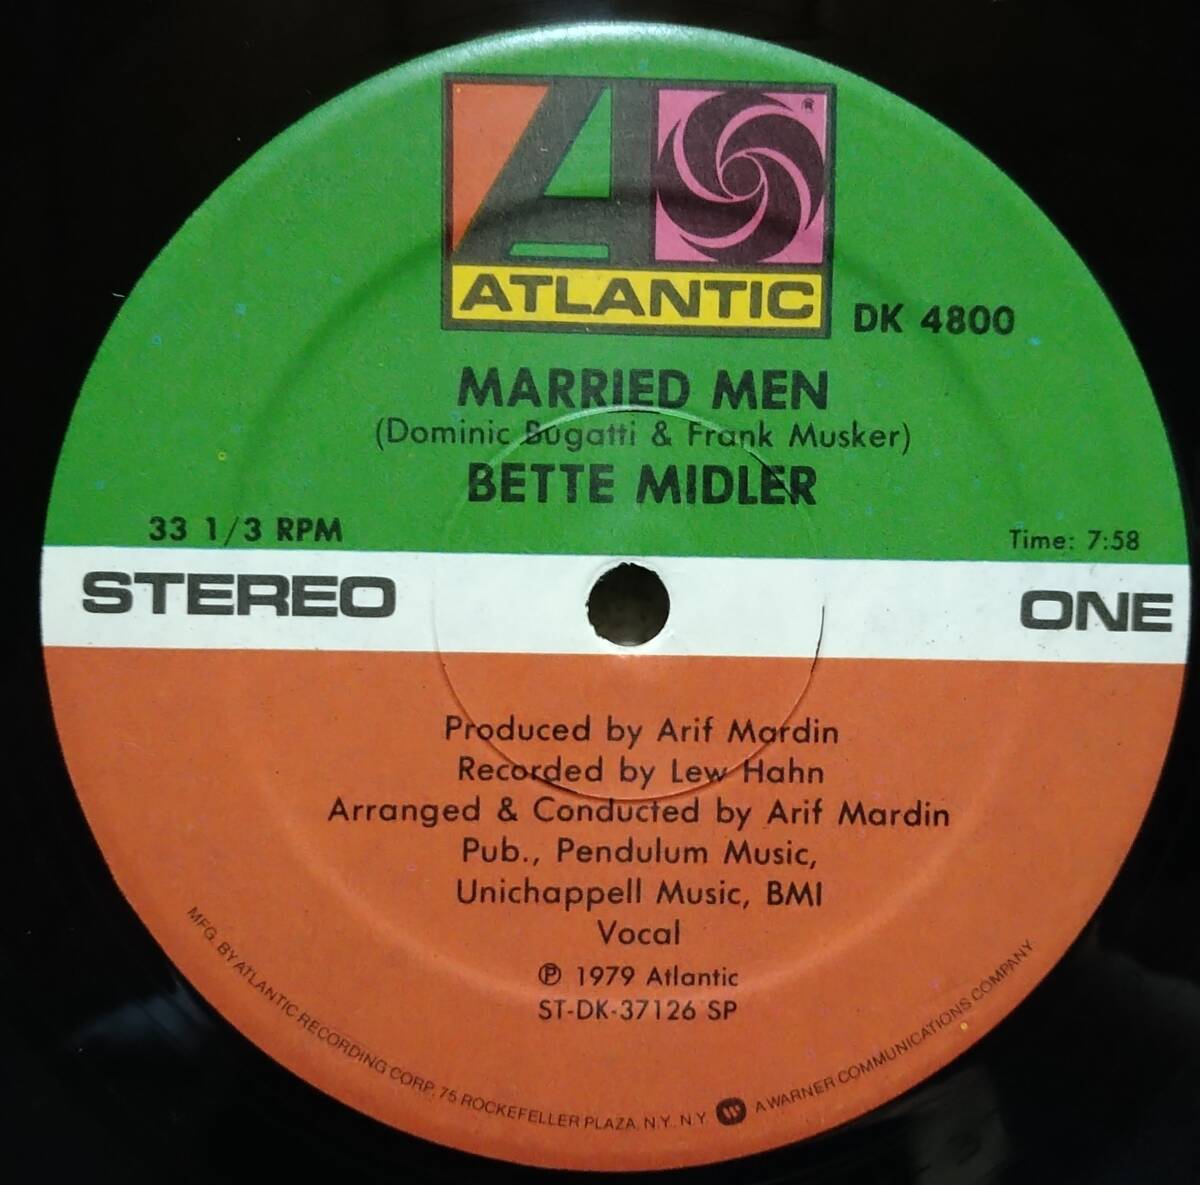 ®
ATLANTIC
DK 4800
MARRIED MEN
(Dominic Bugatti & Frank Musker)
BETTE MIDLER
33 1/3 RPM
Time: 7:58
STEREO
ONE
Produced by Arif Mardin
Recorded by Lew Hahn
Arranged & Conducted by Arif Mardin
Pub., Pendulum Music,
Unichappell Music, BMI
Vocal
℗ 1979 Atlantic
ST-DK-37126 SP
MFG. BY ATLANTIC RECORDING CORP. 75 ROCKEFELLER PLAZA, N.Y. N.Y. A WARNER COMMUNICATIONS COMPANY